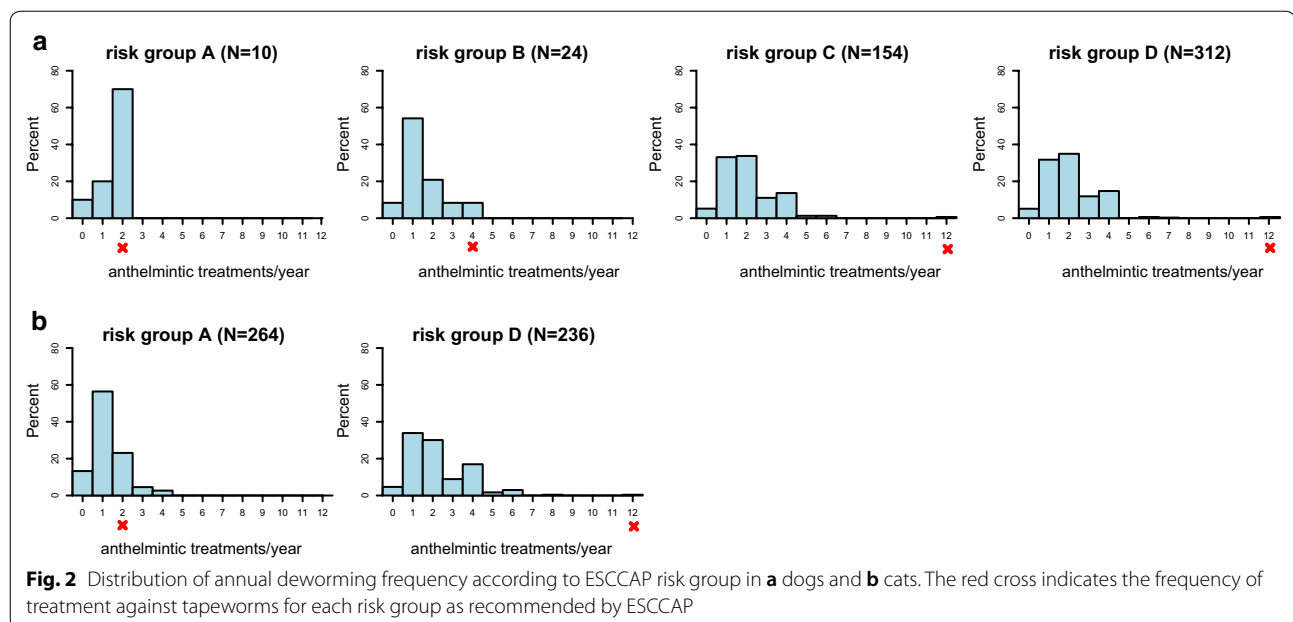 a
risk group A (N=10)
risk group B (N=24)
risk group C (N=154)
risk group D (N=312)
Percent
0 20 40 60 80
0 1 2 3 4 5 6 7 8 9 10 11 12
anthelmintic treatments/year
Percent
0 20 40 60 80
0 1 2 3 4 5 6 7 8 9 10 11 12
anthelmintic treatments/year
Percent
0 20 40 60 80
0 1 2 3 4 5 6 7 8 9 10 11 12
anthelmintic treatments/year
Percent
0 20 40 60 80
0 1 2 3 4 5 6 7 8 9 10 11 12
anthelmintic treatments/year
b
risk group A (N=264)
risk group D (N=236)
Percent
0 20 40 60 80
0 1 2 3 4 5 6 7 8 9 10 11 12
anthelmintic treatments/year
Percent
0 20 40 60 80
0 1 2 3 4 5 6 7 8 9 10 11 12
anthelmintic treatments/year
Fig. 2 Distribution of annual deworming frequency according to ESCCAP risk group in a dogs and b cats. The red cross indicates the frequency of
treatment against tapeworms for each risk group as recommended by ESCCAP